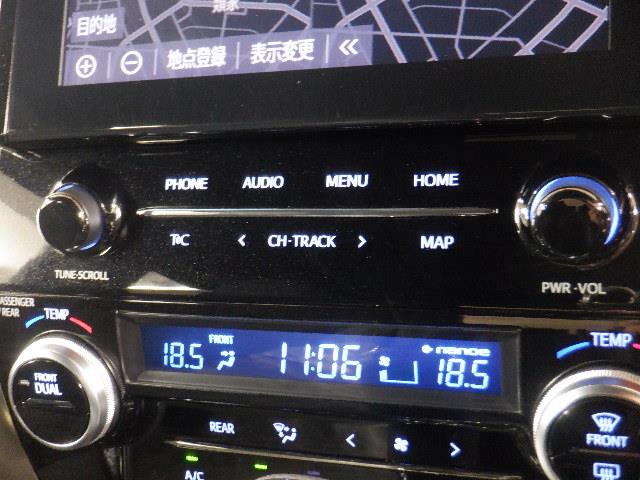 目的地
地点登録 表示変更 «
PHONE AUDIO MENU HOME
T©C < CH·TRACK > MAP
TUNE·SCROLL
PWR·VOL
PASSENGER
REAR
TEMP
TEMP
18.5 FRONT 11:06 nanoe 18.5
FRONT
DUAL
REAR < >
FRONT
A/C